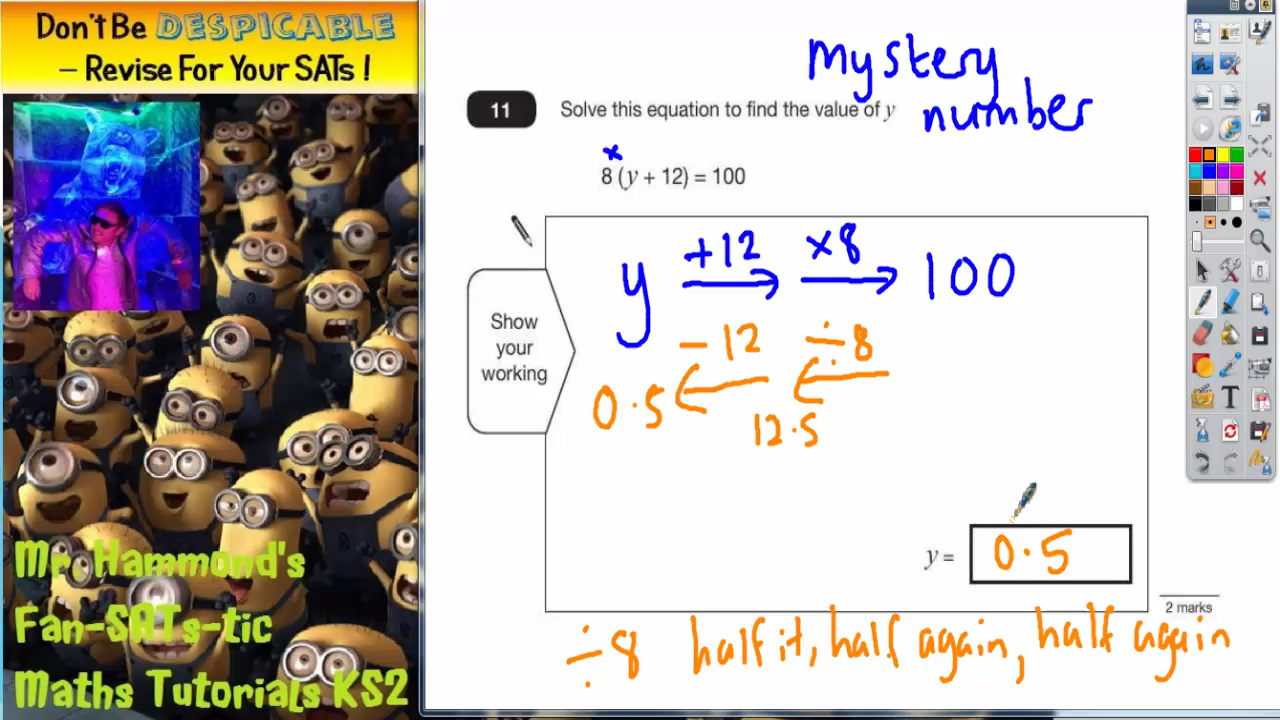 Don't Be DESPICABLE
– Revise For Your SATs !
Mystery
number
11 Solve this equation to find the value of y
x
8 (y + 12) = 100
+12 ×8
y 100
Show
your
working
– 12 ÷8
0.5
12.5
y = 0.5
2 marks
÷8 half it, half again, half again
Mr Hammond's
Fan-SATs-tic
Maths Tutorials KS2